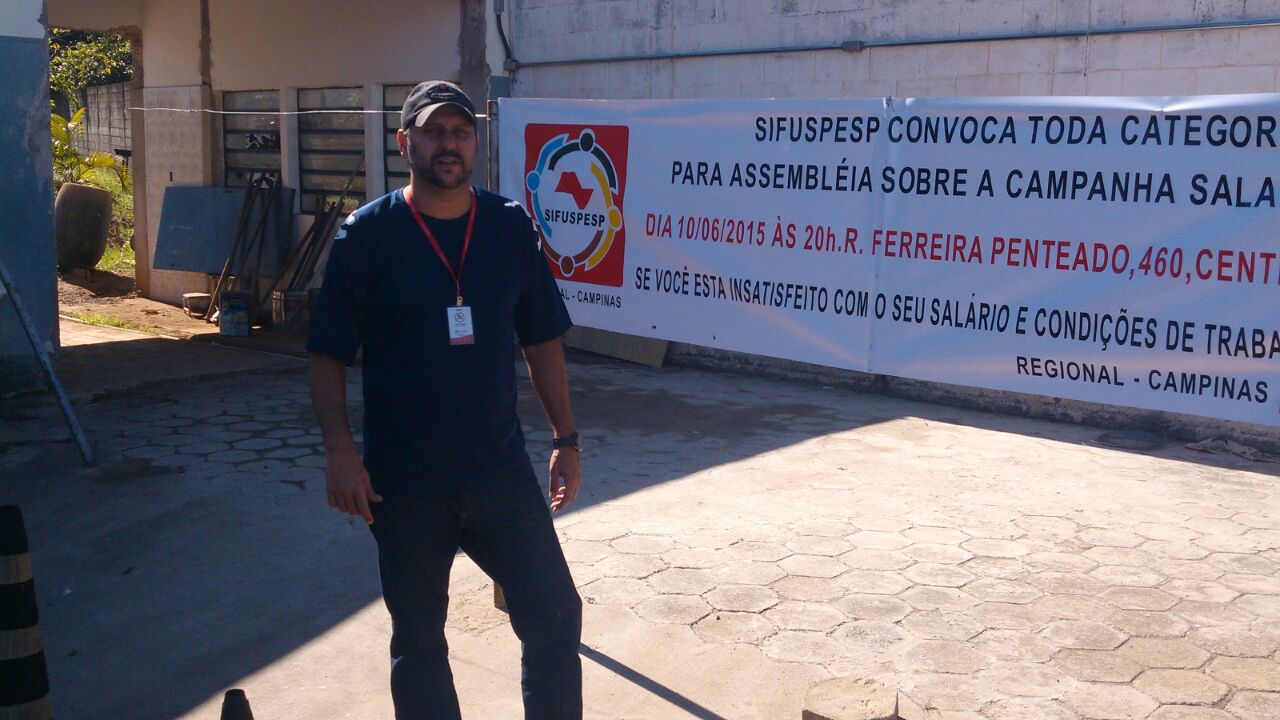 SIFUSPESP CONVOCA TODA CATEGOR
PARA ASSEMBLÉIA SOBRE A CAMPANHA SALA
SIFUSPESP
DIA 10/06/2015 ÀS 20h.R. FERREIRA PENTEADO,460,CENT
NAL - CAMPINAS
SE VOCÊ ESTA INSATISFEITO COM O SEU SALÁRIO E CONDIÇÕES DE TRABA
REGIONAL - CAMPINAS